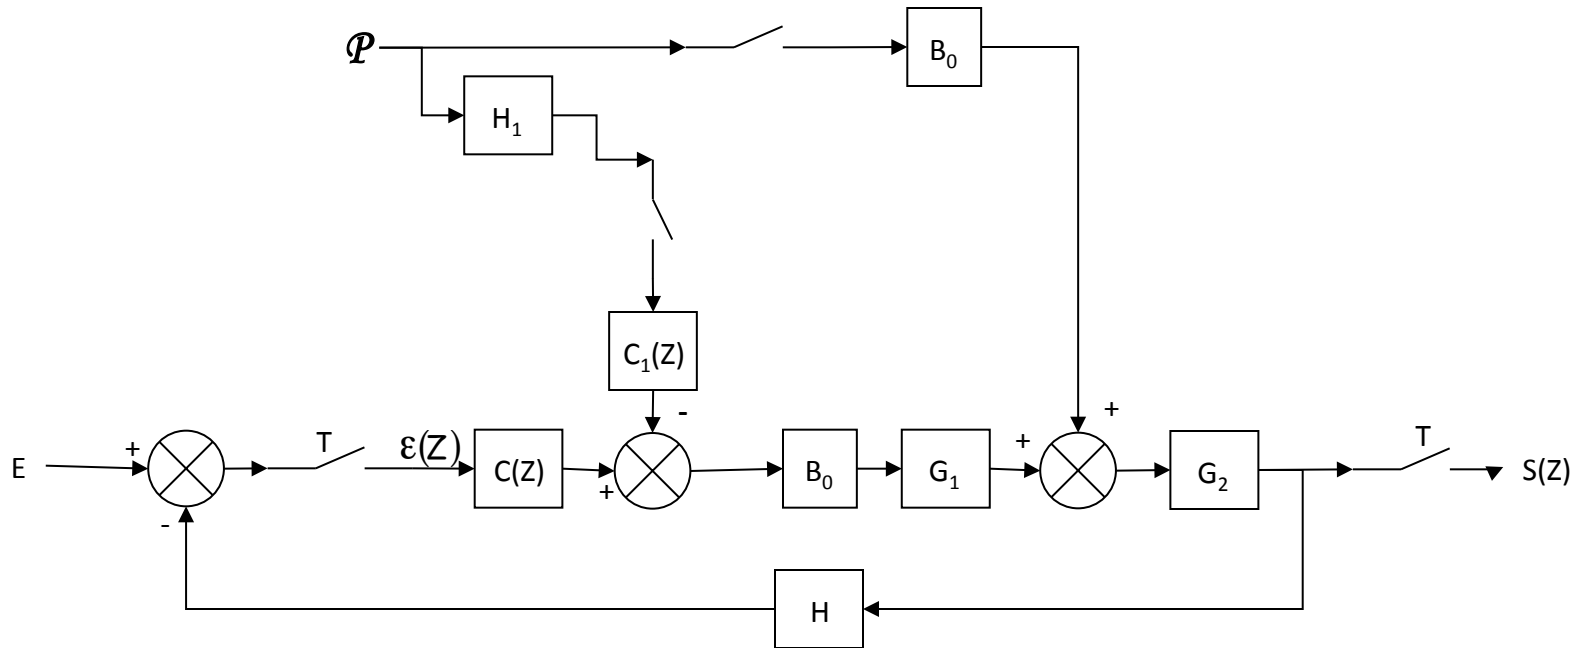 𝓟
B₀
H₁
C₁(Z)
-
+
+
T
ε(Z)
+
T
E
C(Z)
+
B₀
G₁
G₂
S(Z)
-
H